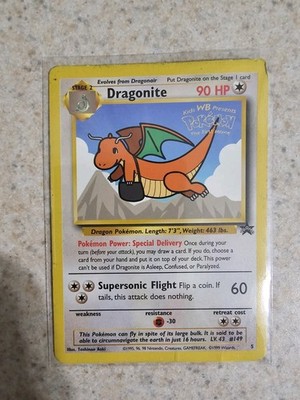 STAGE 2
Evolves from Dragonair
Put Dragonite on the Stage 1 card
Dragonite
90 HP
Kids WB Presents
Pokémon
The First Movie
Dragon Pokémon. Length: 7'3", Weight: 463 lbs.
Pokémon Power: Special Delivery Once during your
turn (before your attack), you may draw a card. If you do, choose a
card from your hand and put it on top of your deck. This
power can't be used if Dragonite is Asleep, Confused, or Paralyzed.
Supersonic Flight Flip a coin. If
tails, this attack does nothing.
60
weakness
resistance
retreat cost
-30
This Pokémon can fly in spite of its large bulk. It is said to be able
to circumnavigate the earth in just 16 hours. LV. 43 #149
Illus.
5